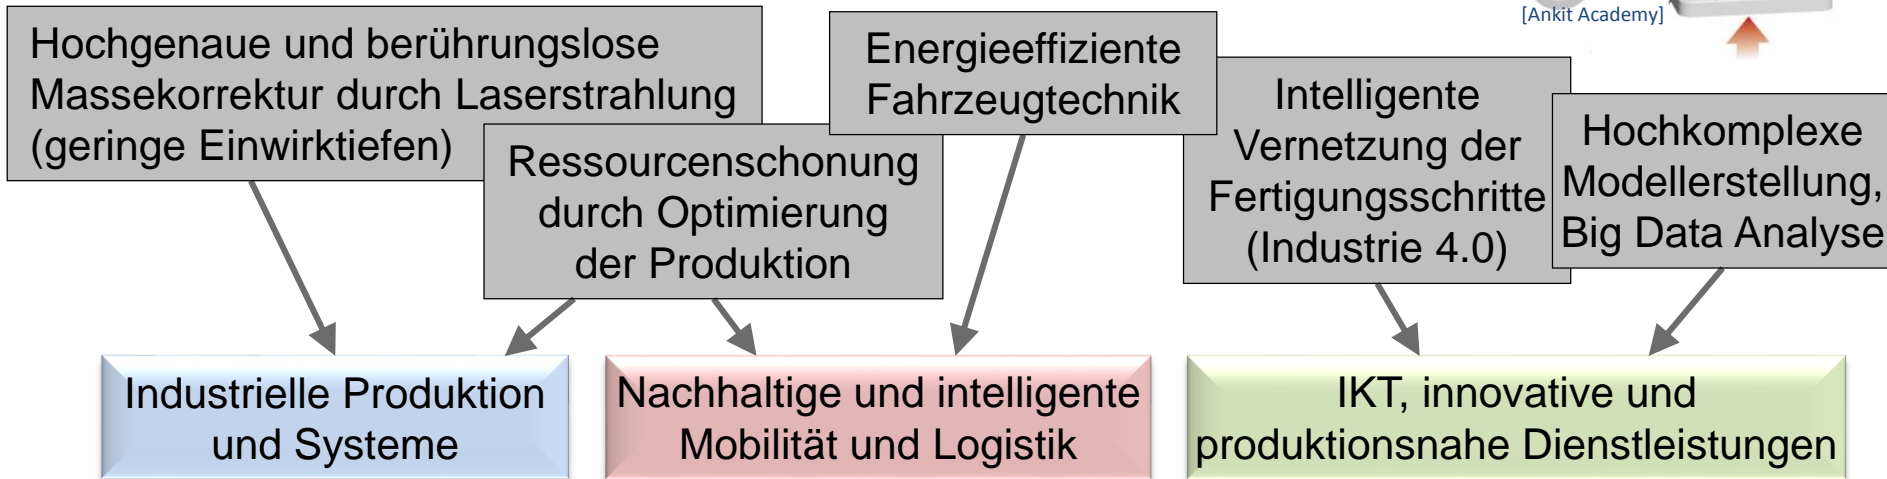 [Ankit Academy]
Hochgenaue und berührungslose
Massekorrektur durch Laserstrahlung
(geringe Einwirktiefen)
Ressourcenschonung
durch Optimierung
der Produktion
Energieeffiziente
Fahrzeugtechnik
Intelligente
Vernetzung der
Fertigungsschritte
(Industrie 4.0)
Hochkomplexe
Modellerstellung,
Big Data Analyse
Industrielle Produktion
und Systeme
Nachhaltige und intelligente
Mobilität und Logistik
IKT, innovative und
produktionsnahe Dienstleistungen